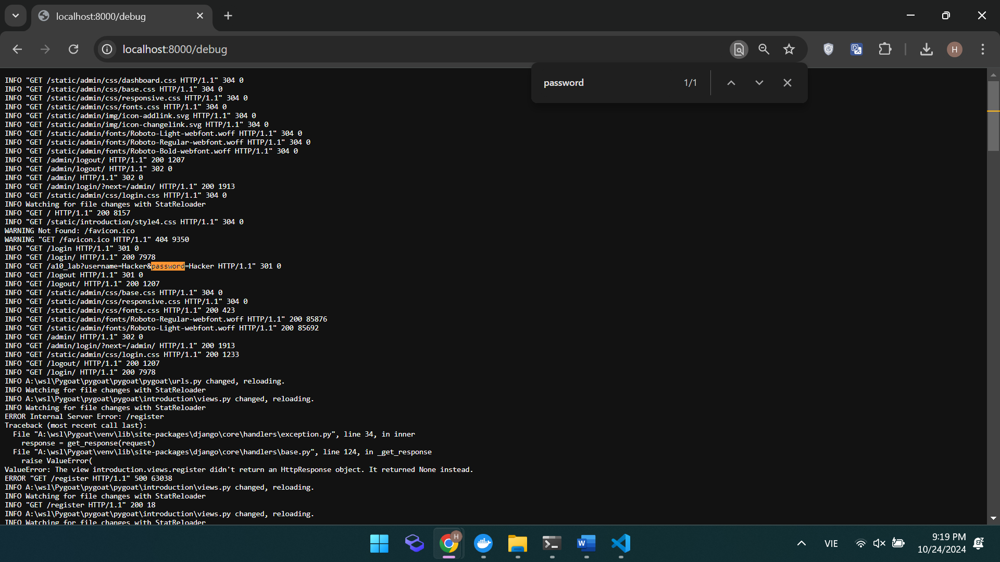 localhost:8000/debug
localhost:8000/debug
H
password 1/1
INFO "GET /static/admin/css/dashboard.css HTTP/1.1" 304 0
INFO "GET /static/admin/css/base.css HTTP/1.1" 304 0
INFO "GET /static/admin/css/responsive.css HTTP/1.1" 304 0
INFO "GET /static/admin/css/fonts.css HTTP/1.1" 304 0
INFO "GET /static/admin/img/icon-addlink.svg HTTP/1.1" 304 0
INFO "GET /static/admin/img/icon-changelink.svg HTTP/1.1" 304 0
INFO "GET /static/admin/fonts/Roboto-Light-webfont.woff HTTP/1.1" 304 0
INFO "GET /static/admin/fonts/Roboto-Regular-webfont.woff HTTP/1.1" 304 0
INFO "GET /static/admin/fonts/Roboto-Bold-webfont.woff HTTP/1.1" 304 0
INFO "GET /admin/logout/ HTTP/1.1" 200 1207
INFO "GET /admin/logout/ HTTP/1.1" 302 0
INFO "GET /admin/ HTTP/1.1" 302 0
INFO "GET /admin/login/?next=/admin/ HTTP/1.1" 200 1913
INFO "GET /static/admin/css/login.css HTTP/1.1" 304 0
INFO Watching for file changes with StatReloader
INFO "GET / HTTP/1.1" 200 8157
INFO "GET /static/introduction/style4.css HTTP/1.1" 304 0
WARNING Not Found: /favicon.ico
WARNING "GET /favicon.ico HTTP/1.1" 404 9350
INFO "GET /login HTTP/1.1" 301 0
INFO "GET /login/ HTTP/1.1" 200 7978
INFO "GET /a10_lab?username=Hacker&password=Hacker HTTP/1.1" 301 0
INFO "GET /logout HTTP/1.1" 301 0
INFO "GET /logout/ HTTP/1.1" 200 1207
INFO "GET /static/admin/css/base.css HTTP/1.1" 304 0
INFO "GET /static/admin/css/responsive.css HTTP/1.1" 304 0
INFO "GET /static/admin/css/fonts.css HTTP/1.1" 200 423
INFO "GET /static/admin/fonts/Roboto-Regular-webfont.woff HTTP/1.1" 200 85876
INFO "GET /static/admin/fonts/Roboto-Light-webfont.woff HTTP/1.1" 200 85692
INFO "GET /admin/ HTTP/1.1" 302 0
INFO "GET /admin/login/?next=/admin/ HTTP/1.1" 200 1913
INFO "GET /static/admin/css/login.css HTTP/1.1" 200 1233
INFO "GET /logout/ HTTP/1.1" 200 1207
INFO "GET /login/ HTTP/1.1" 200 7978
INFO A:\wsl\Pygoat\pygoat\pygoat\urls.py changed, reloading.
INFO Watching for file changes with StatReloader
INFO A:\wsl\Pygoat\pygoat\pygoat\introduction\views.py changed, reloading.
INFO Watching for file changes with StatReloader
ERROR Internal Server Error: /register
Traceback (most recent call last):
File "A:\wsl\Pygoat\venv\lib\site-packages\django\core\handlers\exception.py", line 34, in inner
response = get_response(request)
File "A:\wsl\Pygoat\venv\lib\site-packages\django\core\handlers\base.py", line 124, in _get_response
raise ValueError(
ValueError: The view introduction.views.register didn't return an HttpResponse object. It returned None instead.
ERROR "GET /register HTTP/1.1" 500 63038
INFO A:\wsl\Pygoat\pygoat\pygoat\introduction\views.py changed, reloading.
INFO Watching for file changes with StatReloader
INFO "GET /register HTTP/1.1" 200 18
INFO A:\wsl\Pygoat\pygoat\pygoat\introduction\views.py changed, reloading.
INFO Watching for file changes with StatReloader
H
W
VIE
9:19 PM
10/24/2024